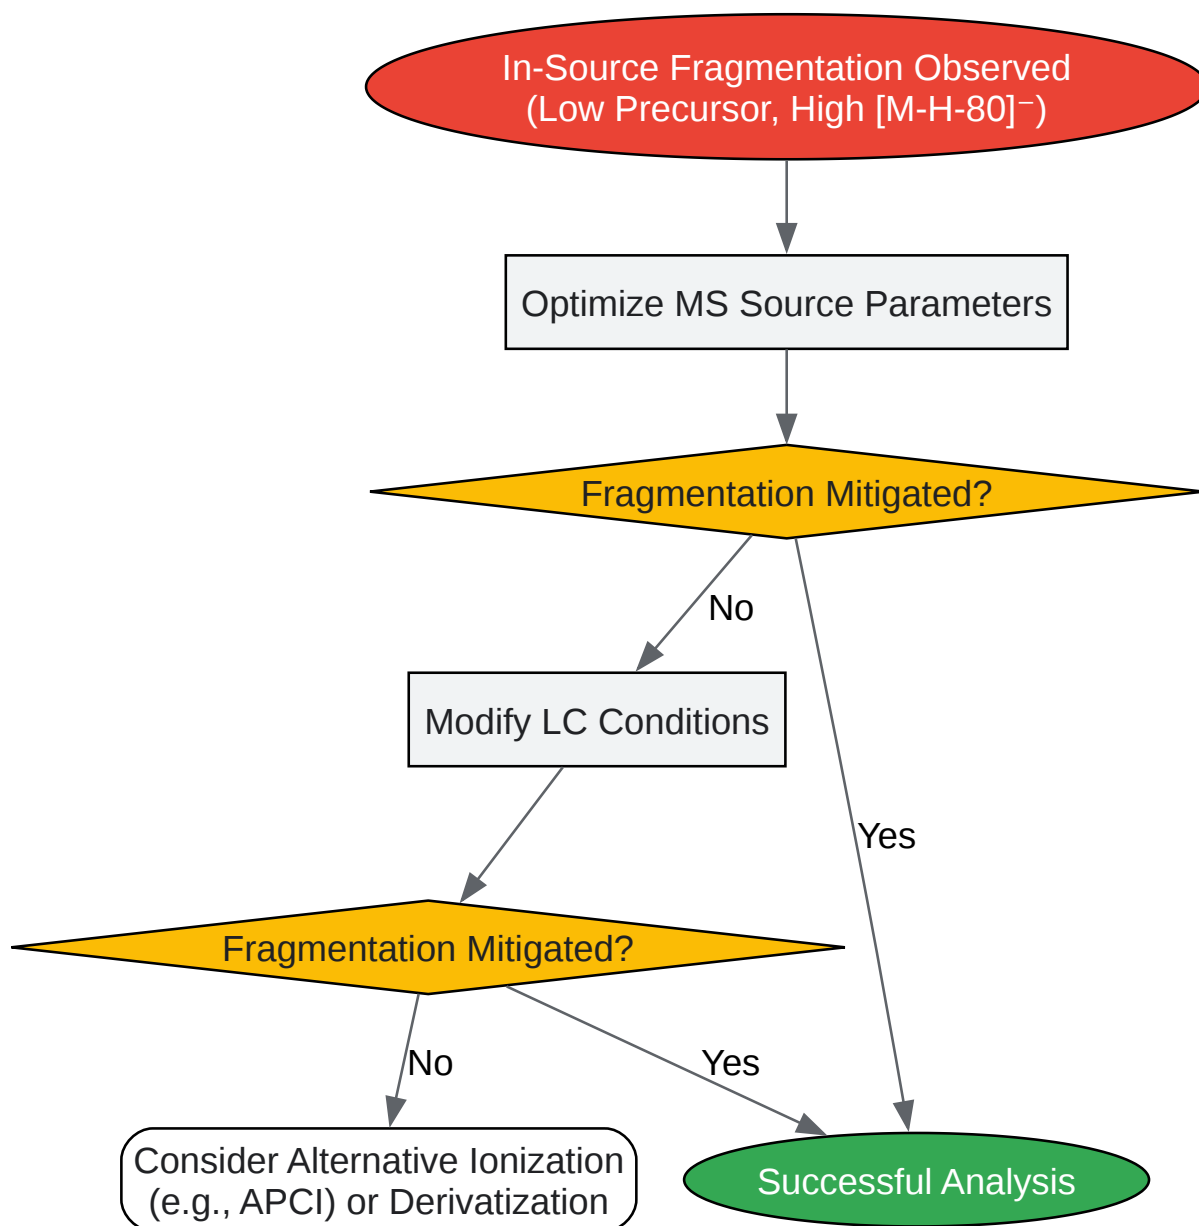 In-Source Fragmentation Observed
(Low Precursor, High [M-H-80]⁻)
Optimize MS Source Parameters
Fragmentation Mitigated?
No
Modify LC Conditions
Yes
Fragmentation Mitigated?
No
Yes
Consider Alternative Ionization
(e.g., APCI) or Derivatization
Successful Analysis